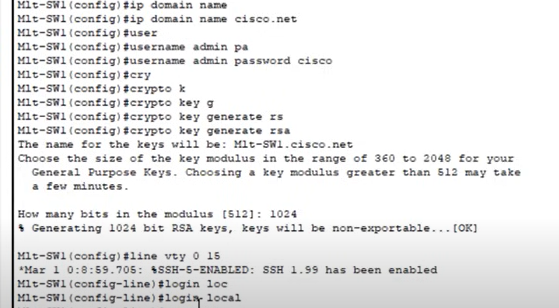 Mlt-SW1(config)#ip domain name
Mlt-SW1(config)#ip domain name cisco.net
Mlt-SW1(config)#user
Mlt-SW1(config)#username admin pa
Mlt-SW1(config)#username admin password cisco
Mlt-SW1(config)#cry
Mlt-SW1(config)#crypto k
Mlt-SW1(config)#crypto key g
Mlt-SW1(config)#crypto key generate rs
Mlt-SW1(config)#crypto key generate rsa
The name for the keys will be: Mlt-SW1.cisco.net
Choose the size of the key modulus in the range of 360 to 2048 for your
General Purpose Keys. Choosing a key modulus greater than 512 may take
a few minutes.
How many bits in the modulus [512]: 1024
% Generating 1024 bit RSA keys, keys will be non-exportable...[OK]
Mlt-SW1(config)#line vty 0 15
*Mar 1 0:8:59.705: %SSH-5-ENABLED: SSH 1.99 has been enabled
Mlt-SW1(config-line)#login loc
Mlt-SW1(config-line)#login local